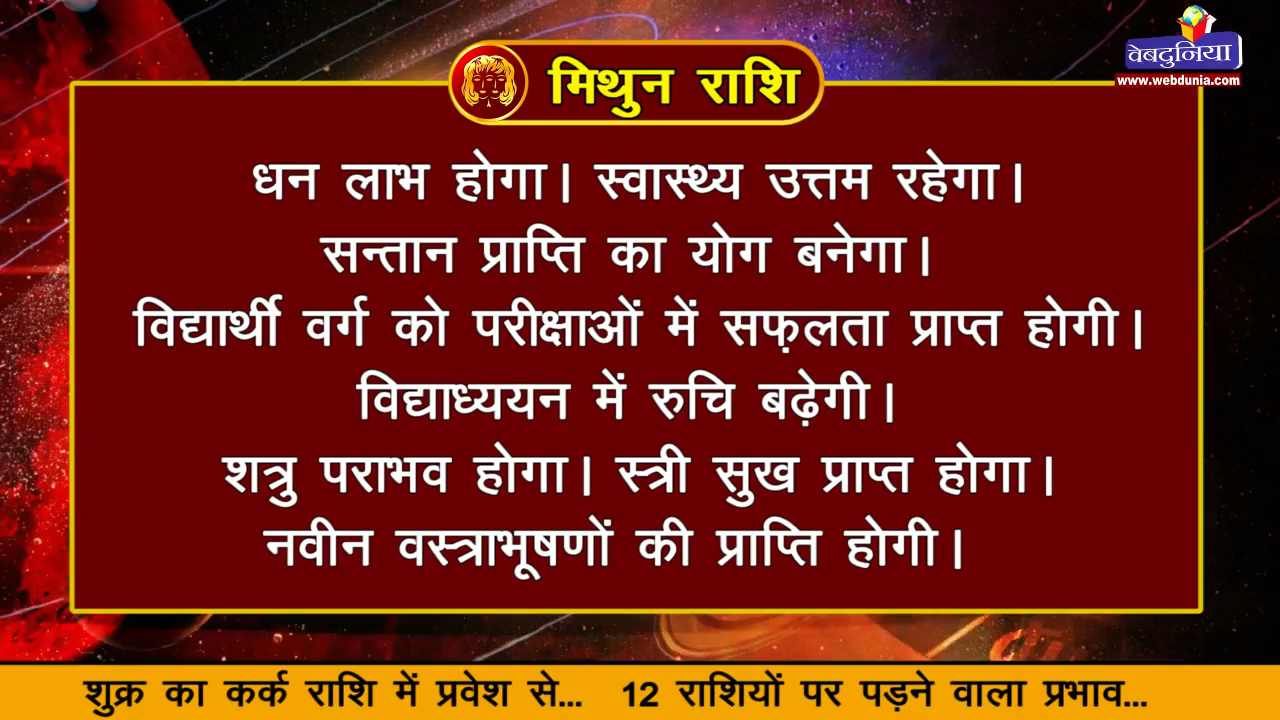 वेबदुनिया
www.webdunia.com
मिथुन राशि
धन लाभ होगा| स्वास्थ्य उत्तम रहेगा|
सन्तान प्राप्ति का योग बनेगा|
विद्यार्थी वर्ग को परीक्षाओं में सफ़लता प्राप्त होगी|
विद्याध्ययन में रुचि बढ़ेगी|
शत्रु पराभव होगा| स्त्री सुख प्राप्त होगा|
नवीन वस्त्राभूषणों की प्राप्ति होगी|
शुक्र का कर्क राशि में प्रवेश से... 12 राशियों पर पड़ने वाला प्रभाव...